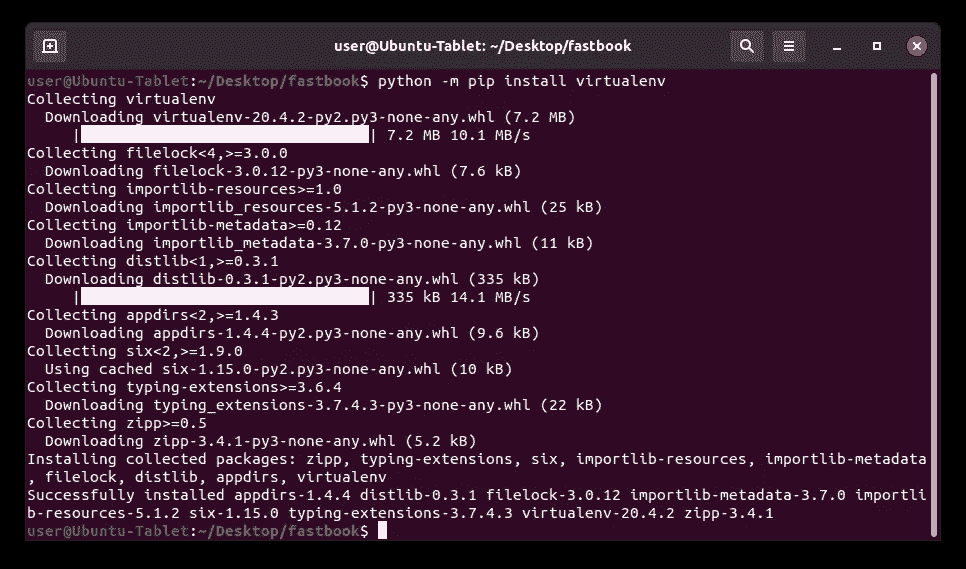 user@Ubuntu-Tablet: ~/Desktop/fastbook
user@Ubuntu-Tablet:~/Desktop/fastbook$ python -m pip install virtualenv
Collecting virtualenv
  Downloading virtualenv-20.4.2-py2.py3-none-any.whl (7.2 MB)
     |                                | 7.2 MB 10.1 MB/s
Collecting filelock<4,>=3.0.0
  Downloading filelock-3.0.12-py3-none-any.whl (7.6 kB)
Collecting importlib-resources>=1.0
  Downloading importlib_resources-5.1.2-py3-none-any.whl (25 kB)
Collecting importlib-metadata>=0.12
  Downloading importlib_metadata-3.7.0-py3-none-any.whl (11 kB)
Collecting distlib<1,>=0.3.1
  Downloading distlib-0.3.1-py2.py3-none-any.whl (335 kB)
     |                                | 335 kB 14.1 MB/s
Collecting appdirs<2,>=1.4.3
  Downloading appdirs-1.4.4-py2.py3-none-any.whl (9.6 kB)
Collecting six<2,>=1.9.0
  Using cached six-1.15.0-py2.py3-none-any.whl (10 kB)
Collecting typing-extensions>=3.6.4
  Downloading typing_extensions-3.7.4.3-py3-none-any.whl (22 kB)
Collecting zipp>=0.5
  Downloading zipp-3.4.1-py3-none-any.whl (5.2 kB)
Installing collected packages: zipp, typing-extensions, six, importlib-resources, importlib-metadata
, filelock, distlib, appdirs, virtualenv
Successfully installed appdirs-1.4.4 distlib-0.3.1 filelock-3.0.12 importlib-metadata-3.7.0 importli
b-resources-5.1.2 six-1.15.0 typing-extensions-3.7.4.3 virtualenv-20.4.2 zipp-3.4.1
user@Ubuntu-Tablet:~/Desktop/fastbook$